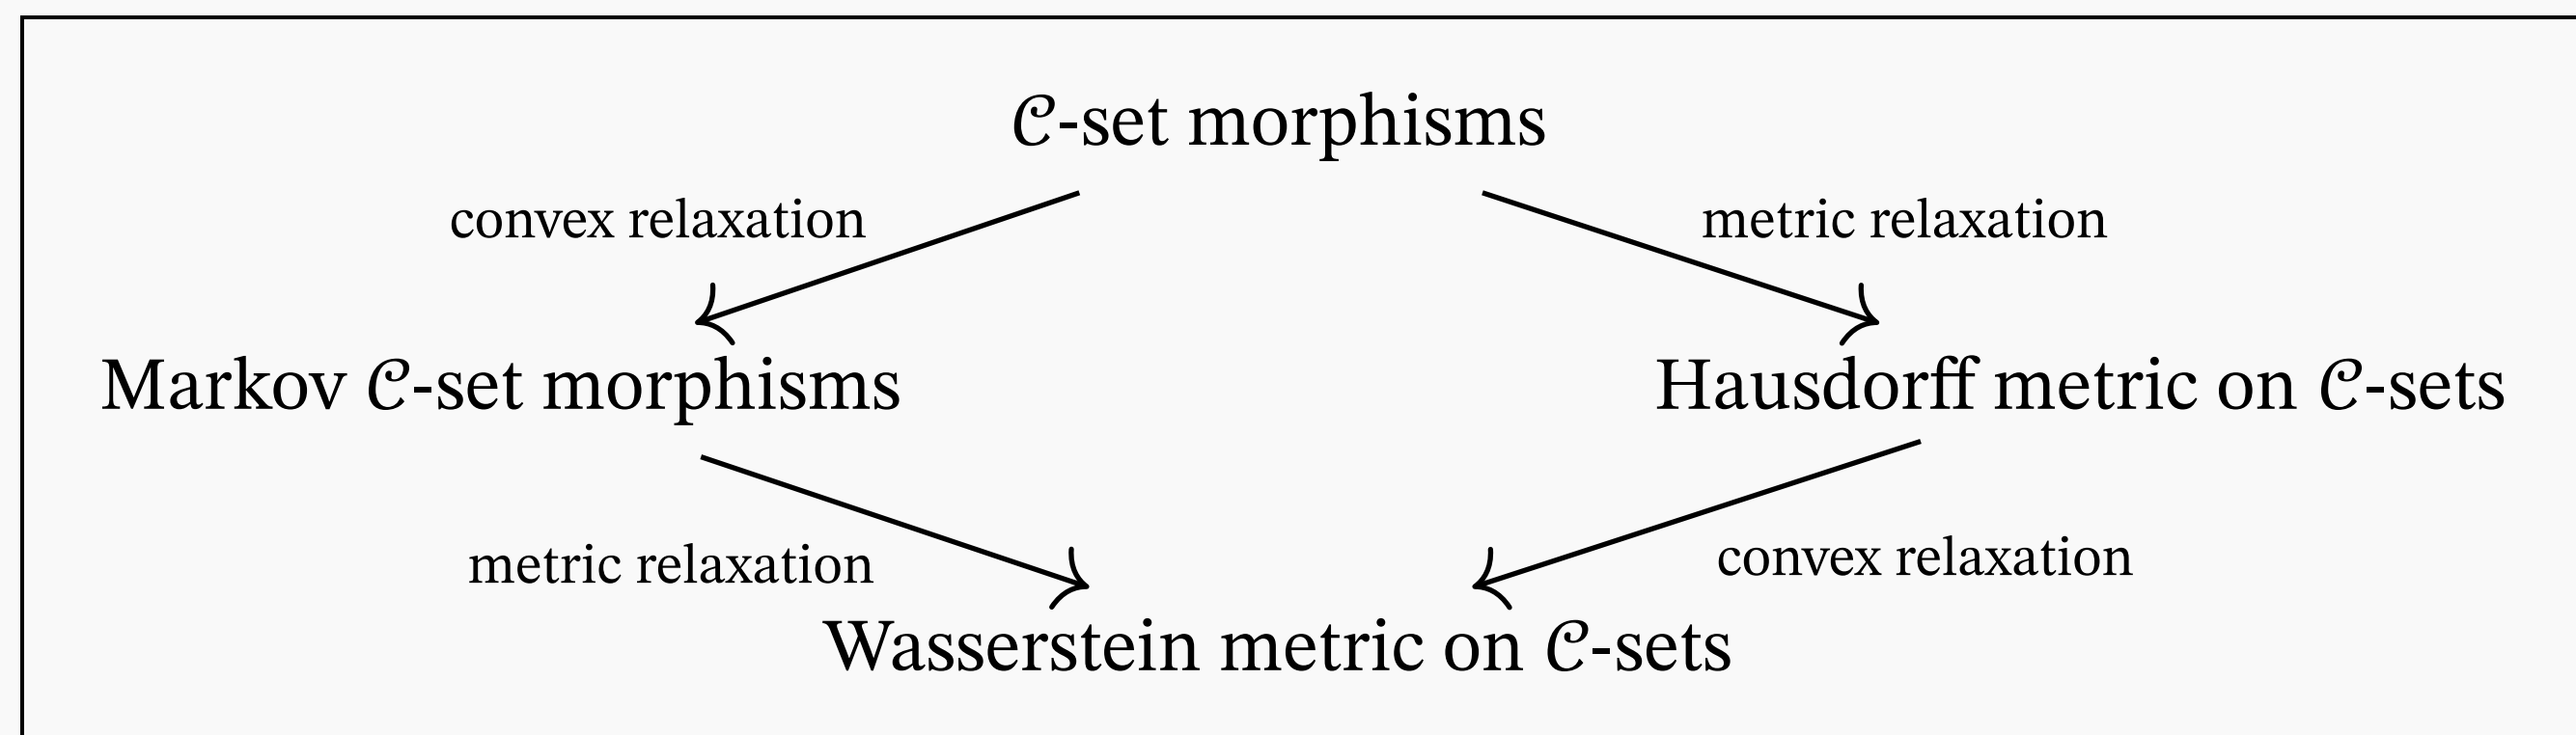 𝒞-set morphisms
convex relaxation
metric relaxation
Markov 𝒞-set morphisms
Hausdorff metric on 𝒞-sets
metric relaxation
convex relaxation
Wasserstein metric on 𝒞-sets